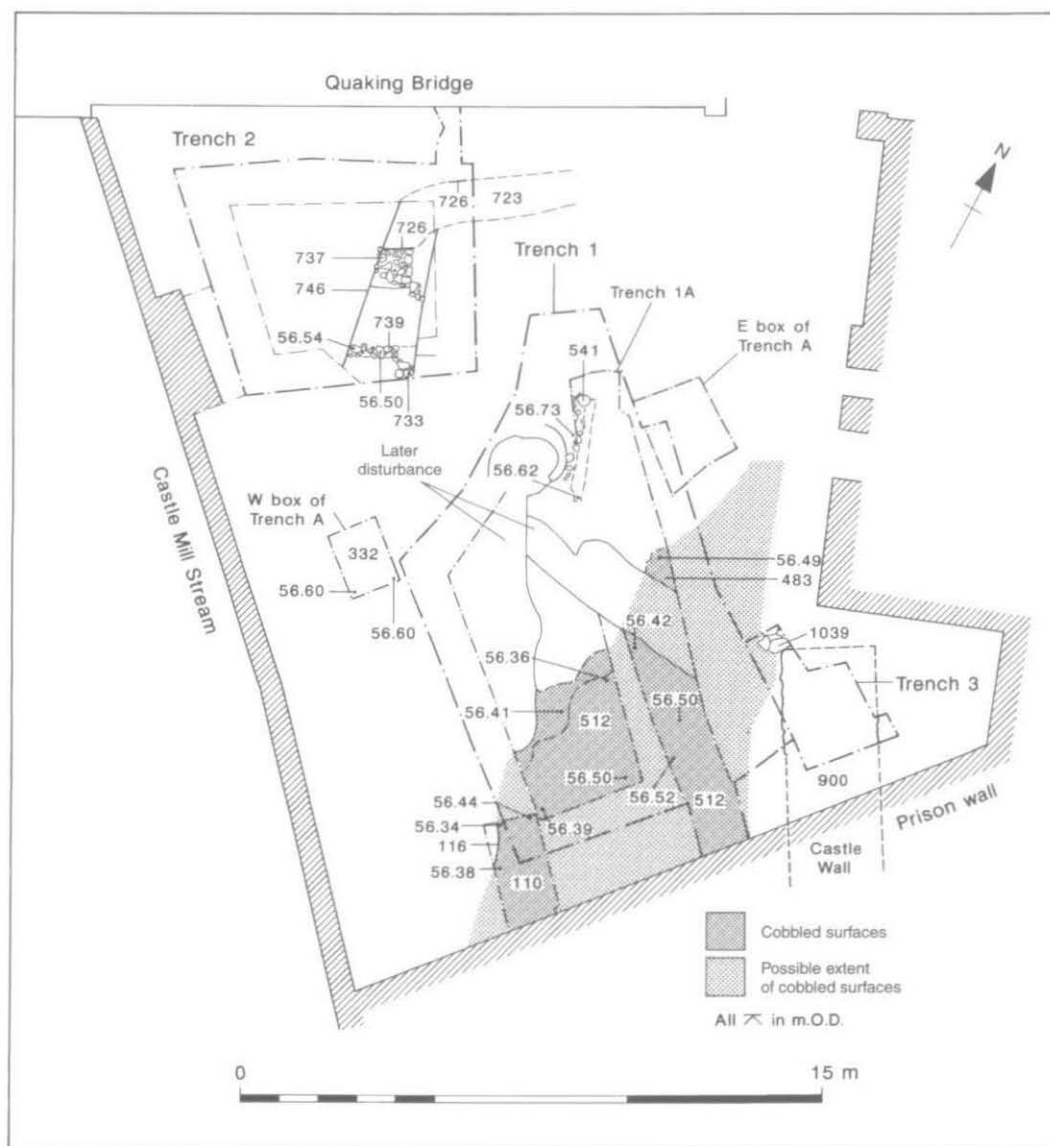 Quaking Bridge
Trench 2
N
726
723
726
737
Trench 1
746
Trench 1A
739
E box of
Trench A
56.54
541
56.50
733
56.73
Later
disturbance
56.62
Castle Mill Stream
W box of
Trench A
332
56.49
483
56.60
56.60
56.42
1039
56.36
Trench 3
56.41
512
56.50
56.50
56.44
56.52
512
900
56.34
56.39
Prison wall
116
Castle
Wall
56.38
110
Cobbled surfaces
Possible extent
of cobbled surfaces
All ⊼ in m.O.D.
0
15 m